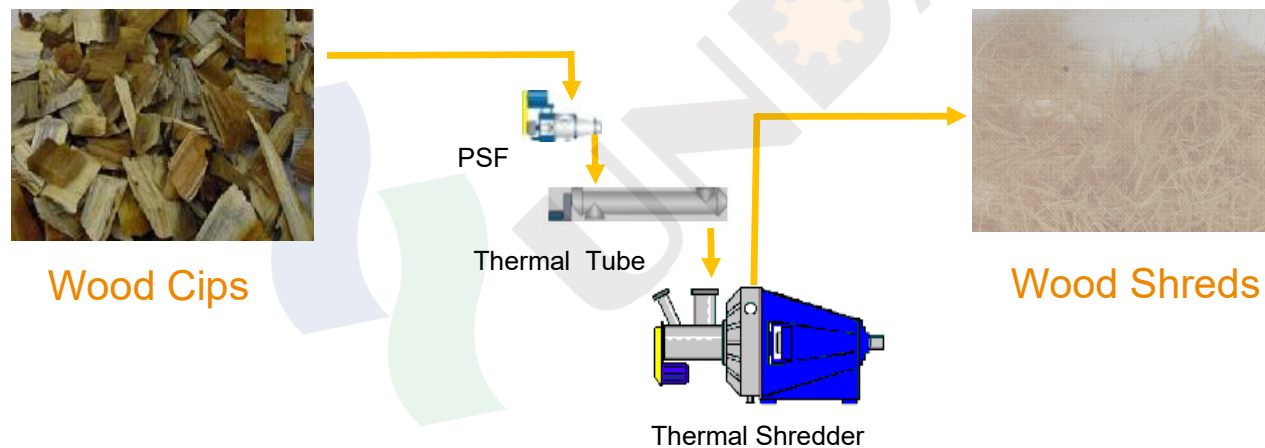 PSF
Thermal Tube
Wood Cips
Wood Shreds
Thermal Shredder